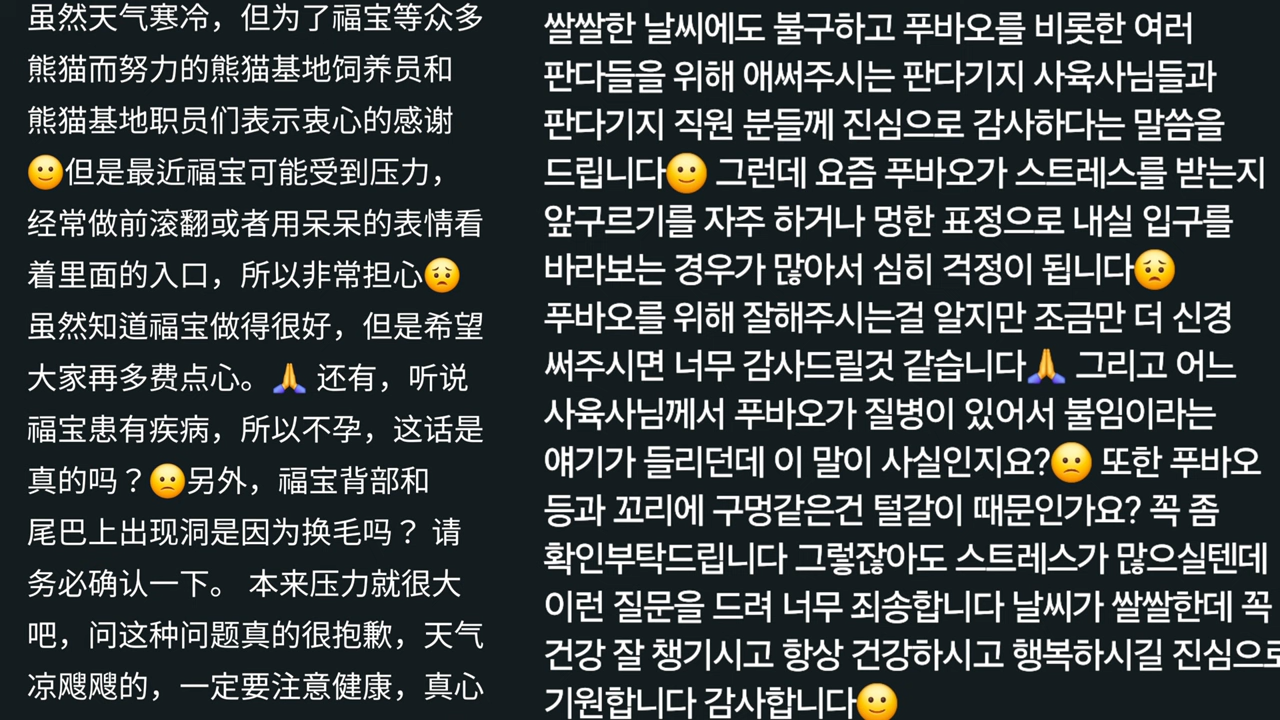 虽然天气寒冷，但为了福宝等众多
熊猫而努力的熊猫基地饲养员和
熊猫基地职员们表示衷心的感谢
🙂但是最近福宝可能受到压力，
经常做前滚翻或者用呆呆的表情看
着里面的入口，所以非常担心😟
虽然知道福宝做得很好，但是希望
大家再多费点心。🙏 还有，听说
福宝患有疾病，所以不孕，这话是
真的吗？🙁另外，福宝背部和
尾巴上出现洞是因为换毛吗？ 请
务必确认一下。 本来压力就很大
吧，问这种问题真的很抱歉，天气
凉飕飕的，一定要注意健康，真心
쌀쌀한 날씨에도 불구하고 푸바오를 비롯한 여러
판다들을 위해 애써주시는 판다기지 사육사님들과
판다기지 직원 분들께 진심으로 감사하다는 말씀을
드립니다🙂 그런데 요즘 푸바오가 스트레스를 받는지
앞구르기를 자주 하거나 멍한 표정으로 내실 입구를
바라보는 경우가 많아서 심히 걱정이 됩니다😟
푸바오를 위해 잘해주시는걸 알지만 조금만 더 신경
써주시면 너무 감사드릴것 같습니다🙏 그리고 어느
사육사님께서 푸바오가 질병이 있어서 불임이라는
얘기가 들리던데 이 말이 사실인지요?🙁 또한 푸바오
등과 꼬리에 구멍같은건 털갈이 때문인가요? 꼭 좀
확인부탁드립니다 그렇잖아도 스트레스가 많으실텐데
이런 질문을 드려 너무 죄송합니다 날씨가 쌀쌀한데 꼭
건강 잘 챙기시고 항상 건강하시고 행복하시길 진심으로
기원합니다 감사합니다🙂